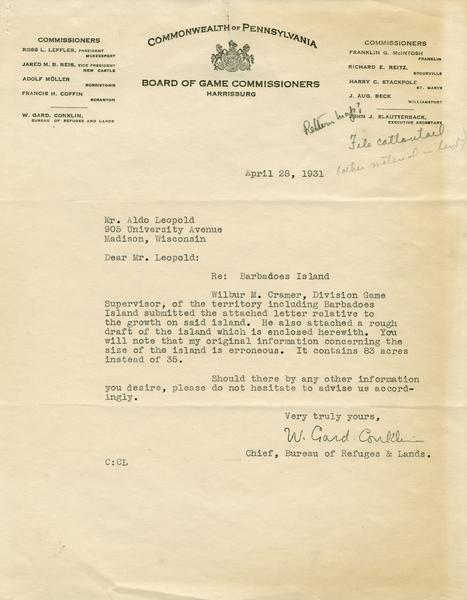 COMMONWEALTH OF PENNSYLVANIA
BOARD OF GAME COMMISSIONERS
HARRISBURG
COMMISSIONERS
ROSS L. LEFFLER, PRESIDENT
MCKEESPORT
JARED M. B. REIS, VICE PRESIDENT
NEW CASTLE
ADOLF MÜLLER
NORRISTOWN
FRANCIS H. COFFIN
SCRANTON
W. GARD. CONKLIN,
BUREAU OF REFUGES AND LANDS
COMMISSIONERS
FRANKLIN G. McINTOSH
FRANKLIN
RICHARD E. REITZ,
BROOKVILLE
HARRY C. STACKPOLE
ST. MARYS
J. AUG. BECK
WILLIAMSPORT
JOHN J. SLAUTTERBACK,
EXECUTIVE SECRETARY
Return map?
File cottontail
(other material in
April 28, 1931
Mr. Aldo Leopold
905 University Avenue
Madison, Wisconsin
Dear Mr. Leopold:
Re: Barbadoes Island
Wilbur M. Cramer, Division Game
Supervisor, of the territory including Barbadoes
Island submitted the attached letter relative to
the growth on said island. He also attached a rough
draft of the island which is enclosed herewith. You
will note that my original information concerning the
size of the island is erroneous. It contains 83 acres
instead of 35.
Should there by any other information
you desire, please do not hesitate to advise us accord-
ingly.
Very truly yours,
W. Gard. Conklin
Chief, Bureau of Refuges & Lands.
C:CL